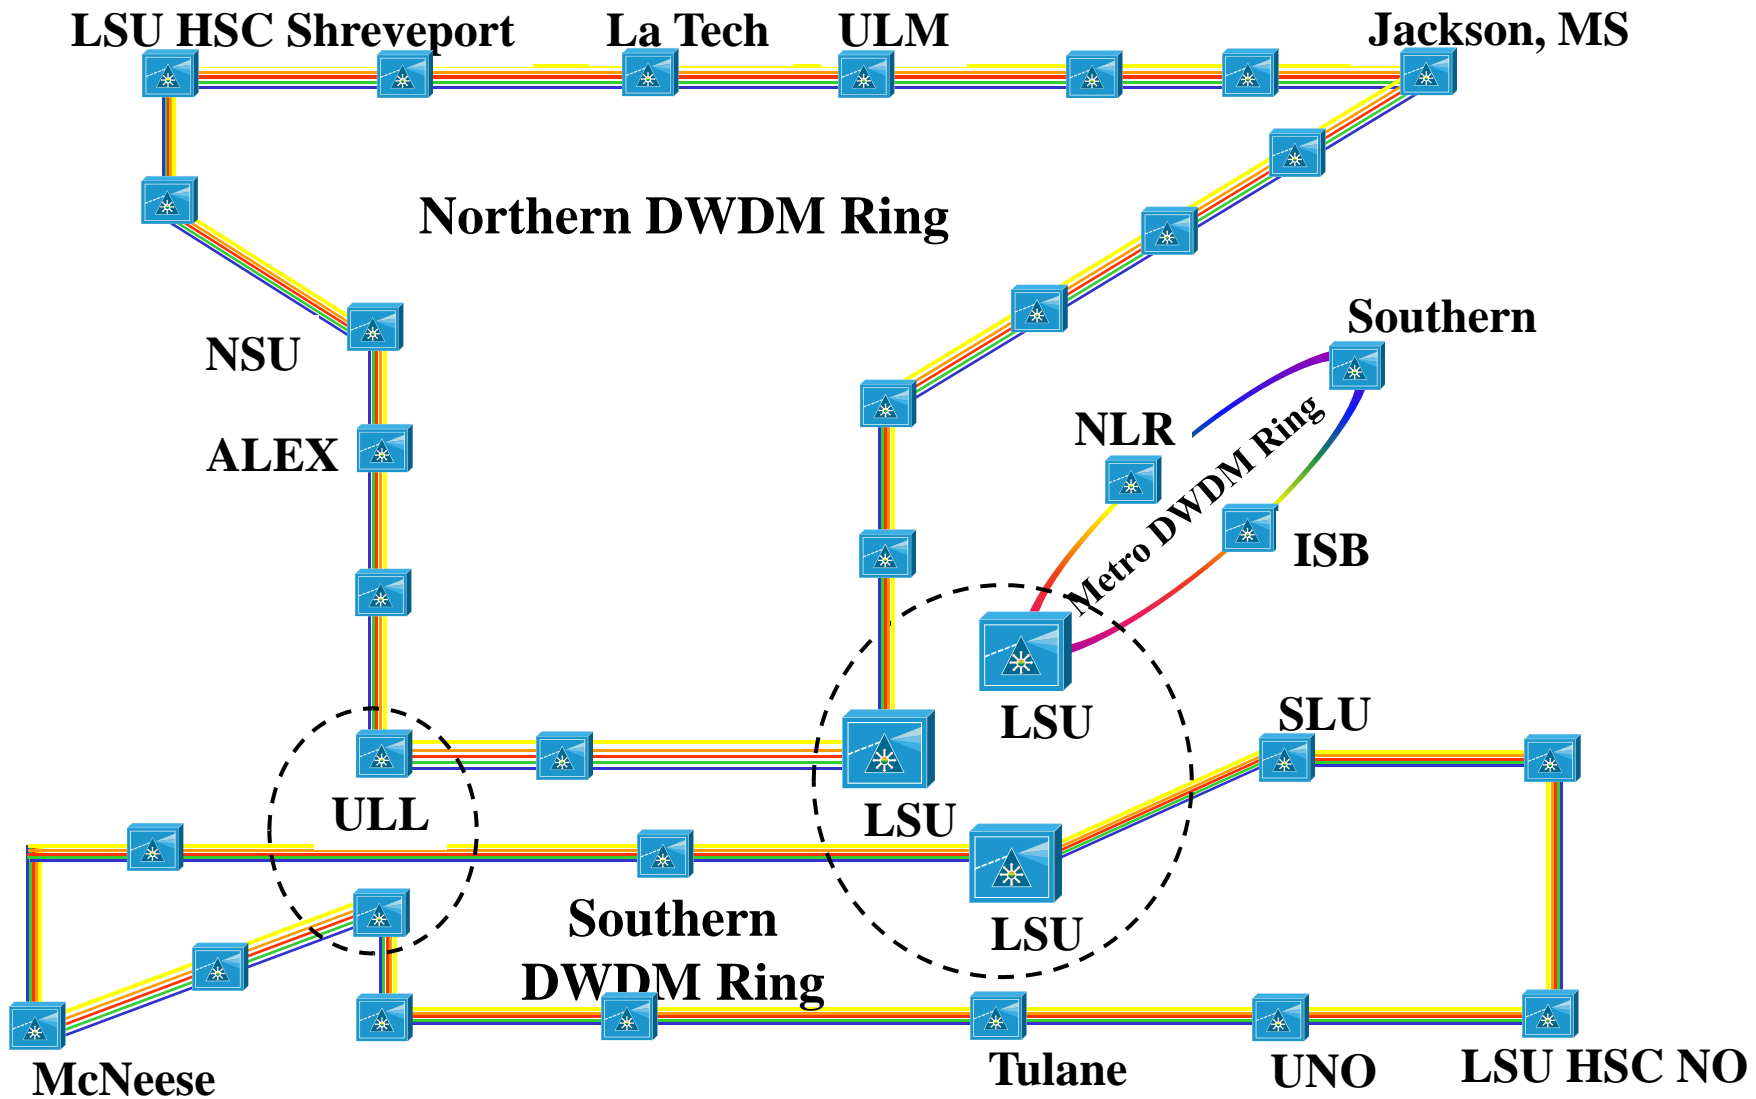 LSU HSC Shreveport
La Tech
ULM
Jackson, MS
Northern DWDM Ring
Southern
NSU
NLR
Metro DWDM Ring
ALEX
ISB
LSU
SLU
ULL
LSU
Southern
DWDM Ring
LSU
McNeese
Tulane
UNO
LSU HSC NO